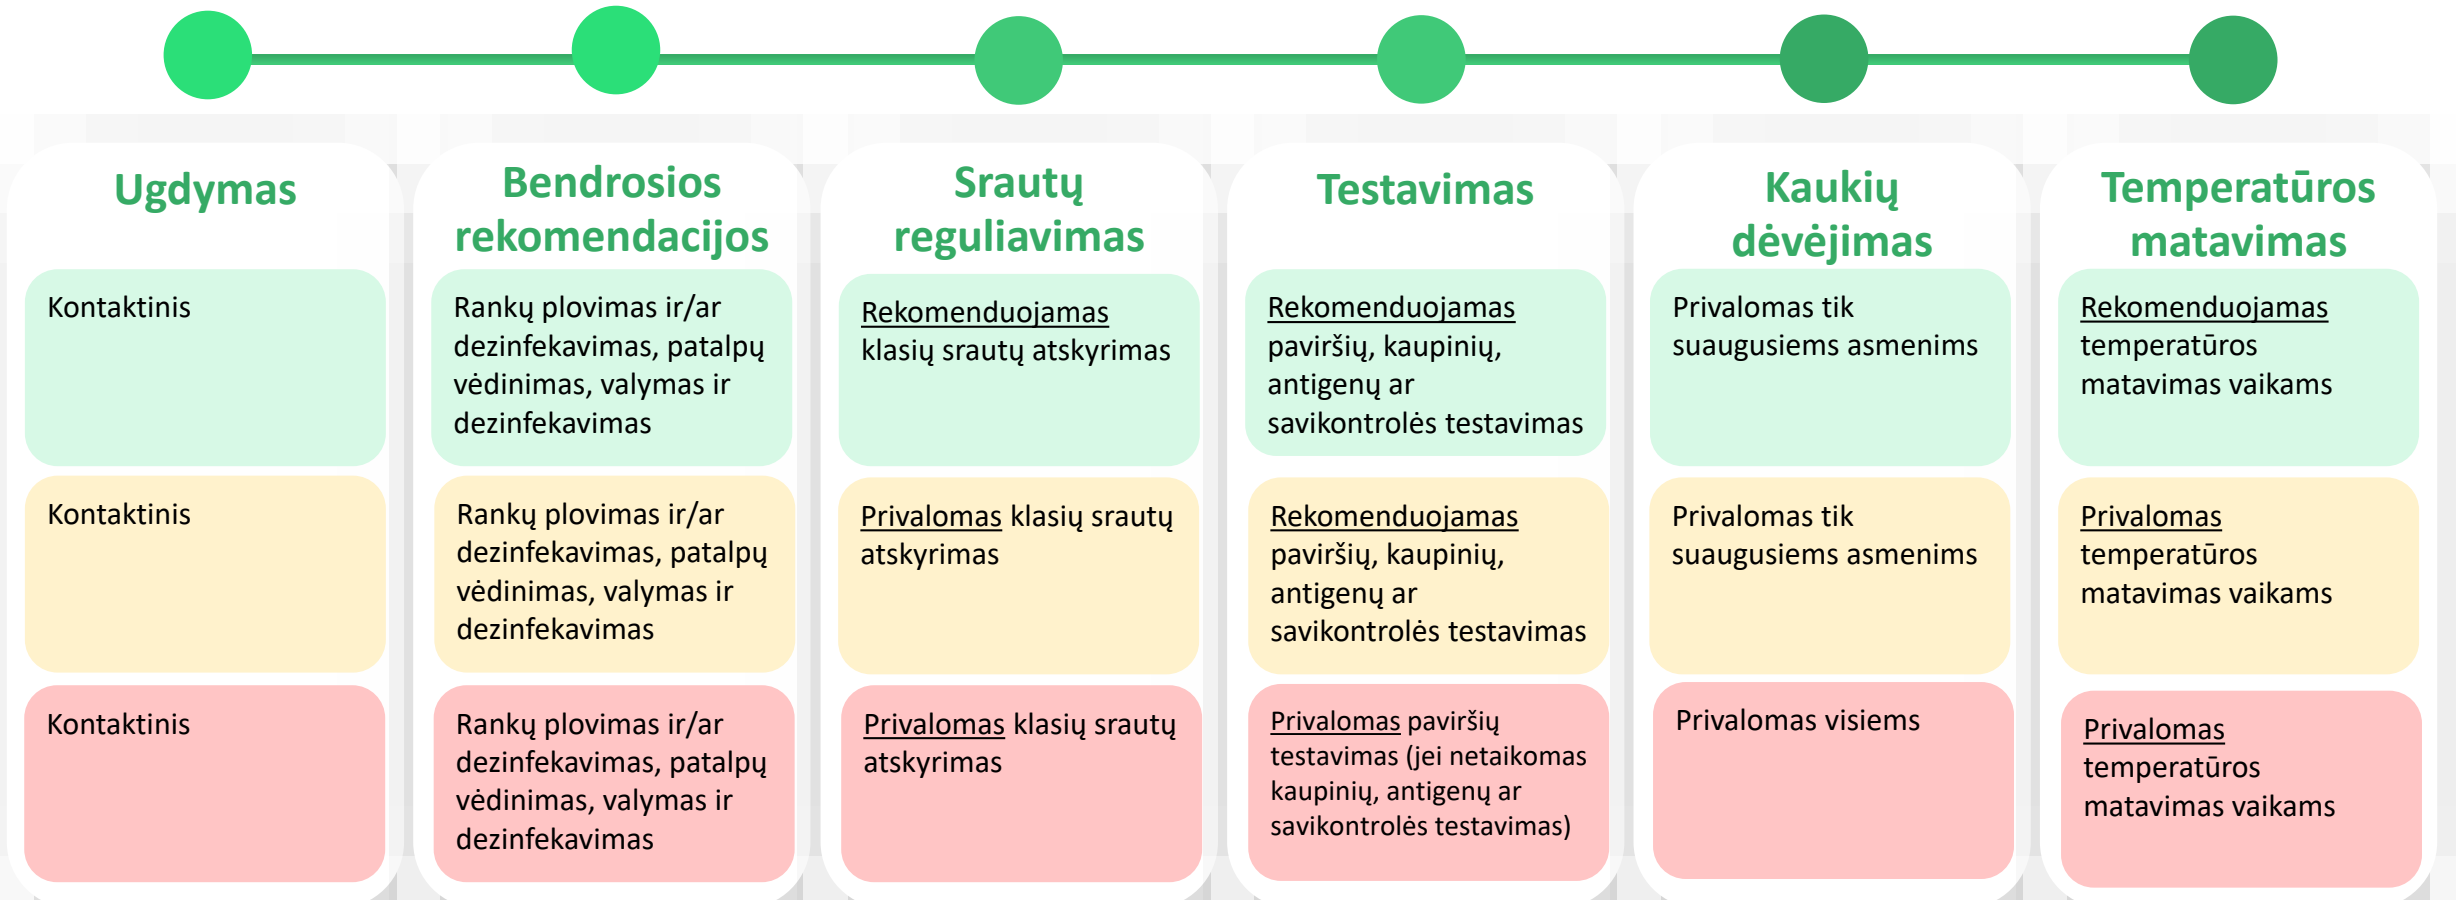 Ugdymas
Kontaktinis
Kontaktinis
Kontaktinis
Bendrosios
rekomendacijos
Rankų plovimas ir/ar
dezinfekavimas, patalpų
vėdinimas, valymas ir
dezinfekavimas
Rankų plovimas ir/ar
dezinfekavimas, patalpų
vėdinimas, valymas ir
dezinfekavimas
Rankų plovimas ir/ar
dezinfekavimas, patalpų
vėdinimas, valymas ir
dezinfekavimas
Srautų
reguliavimas
Rekomenduojamas
klasių srautų atskyrimas
Privalomas klasių srautų
atskyrimas
Privalomas klasių srautų
atskyrimas
Testavimas
Rekomenduojamas
paviršių, kaupinių,
antigenų ar
savikontrolės testavimas
Rekomenduojamas
paviršių, kaupinių,
antigenų ar
savikontrolės testavimas
Privalomas paviršių
testavimas (jei netaikomas
kaupinių, antigenų ar
savikontrolės testavimas)
Kaukių
dėvėjimas
Privalomas tik
suaugusiems asmenims
Privalomas tik
suaugusiems asmenims
Privalomas visiems
Temperatūros
matavimas
Rekomenduojamas
temperatūros
matavimas vaikams
Privalomas
temperatūros
matavimas vaikams
Privalomas
temperatūros
matavimas vaikams